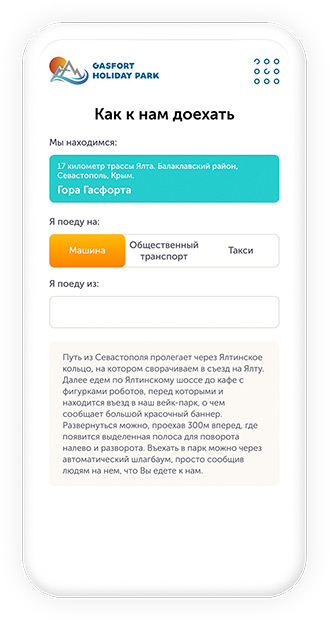 GASFORT
HOLIDAY PARK
Как к нам доехать
Мы находимся:
17 километр трассы Ялта. Балаклавский район,
Севастополь, Крым.
Гора Гасфорта
Я поеду на:
Машина
Общественный
транспорт
Такси
Я поеду из:
Путь из Севастополя пролегает через Ялтинское
кольцо, на котором сворачиваем в съезд на Ялту.
Далее едем по Ялтинскому шоссе до кафе с
фигурками роботов, перед которыми и
находится въезд в наш вейк-парк, о чем
сообщает большой красочный баннер.
Развернуться можно, проехав 300м вперед, где
появится выделенная полоса для поворота
налево и разворота. Въехать в парк можно через
автоматический шлагбаум, просто сообщив
людям на нем, что Вы едете к нам.